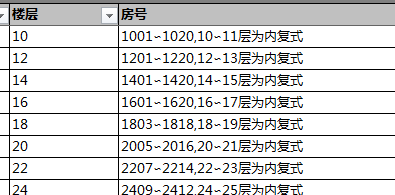 楼层 房号
10 1001~1020,10~11层为内复式
12 1201~1220,12~13层为内复式
14 1401~1420,14~15层为内复式
16 1601~1620,16~17层为内复式
18 1803~1818,18~19层为内复式
20 2005~2016,20~21层为内复式
22 2207~2214,22~23层为内复式
24 2409~2412,24~25层为内复式